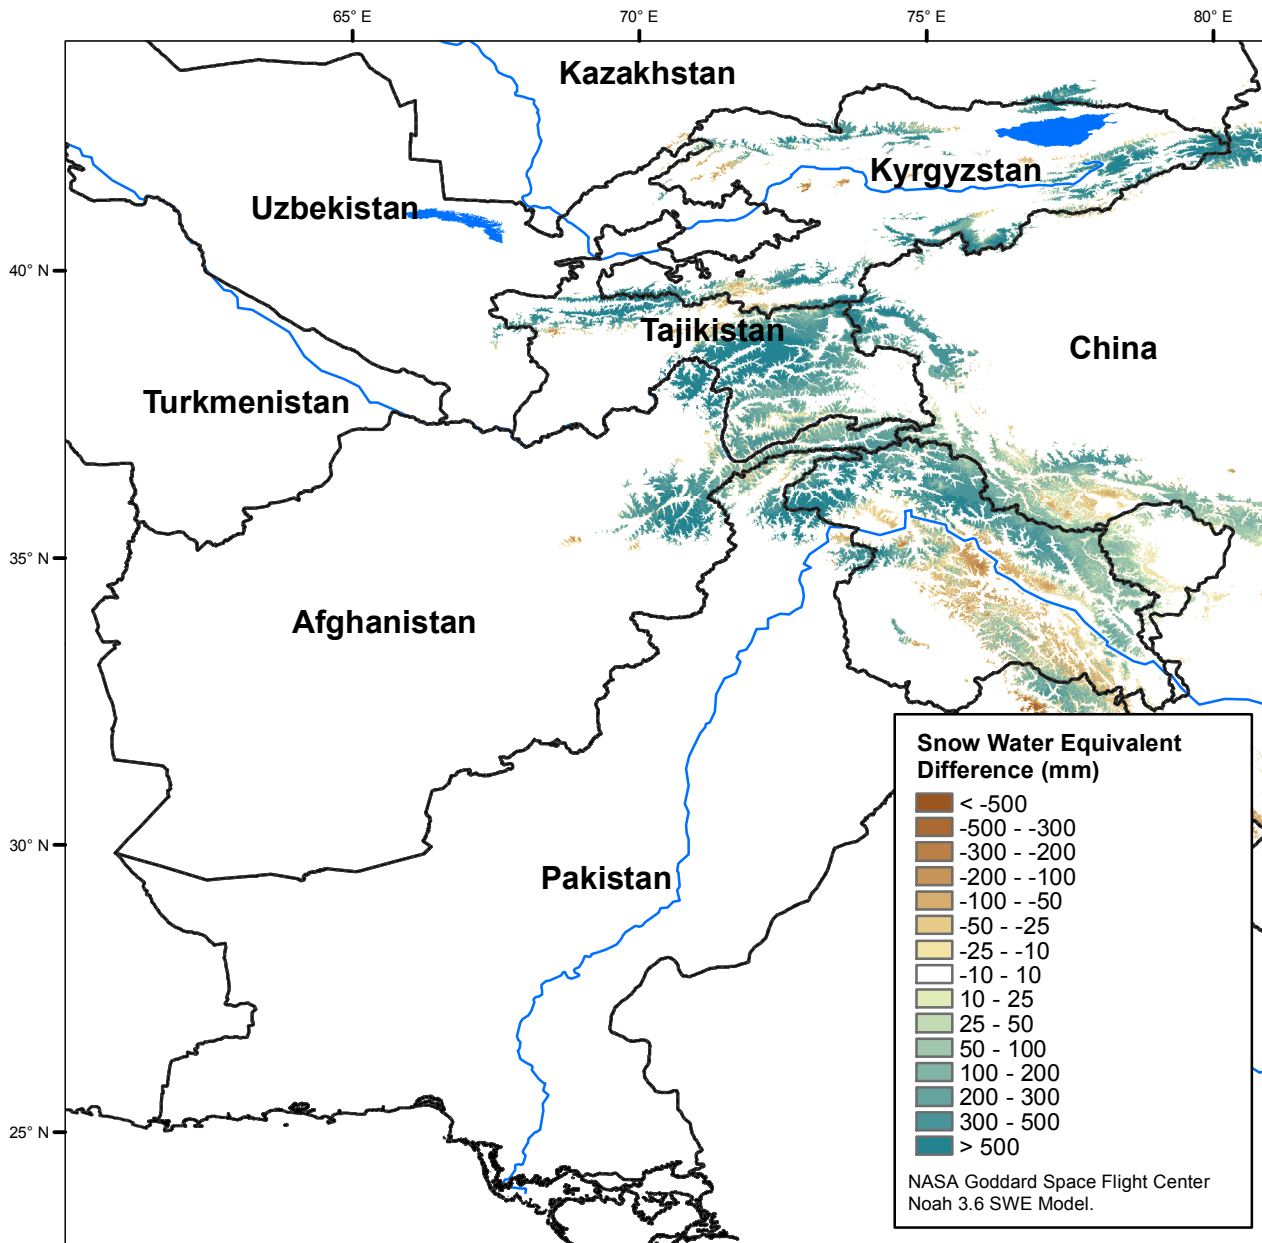 65° E
70° E
75° E
80° E
Kazakhstan
Kyrgyzstan
Uzbekistan
40° N
Tajikistan
China
Turkmenistan
35° N
Afghanistan
Snow Water Equivalent
Difference (mm)
< -500
-500 - -300
-300 - -200
-200 - -100
-100 - -50
-50 - -25
-25 - -10
-10 - 10
10 - 25
25 - 50
50 - 100
100 - 200
200 - 300
300 - 500
> 500
NASA Goddard Space Flight Center
Noah 3.6 SWE Model.
30° N
Pakistan
25° N